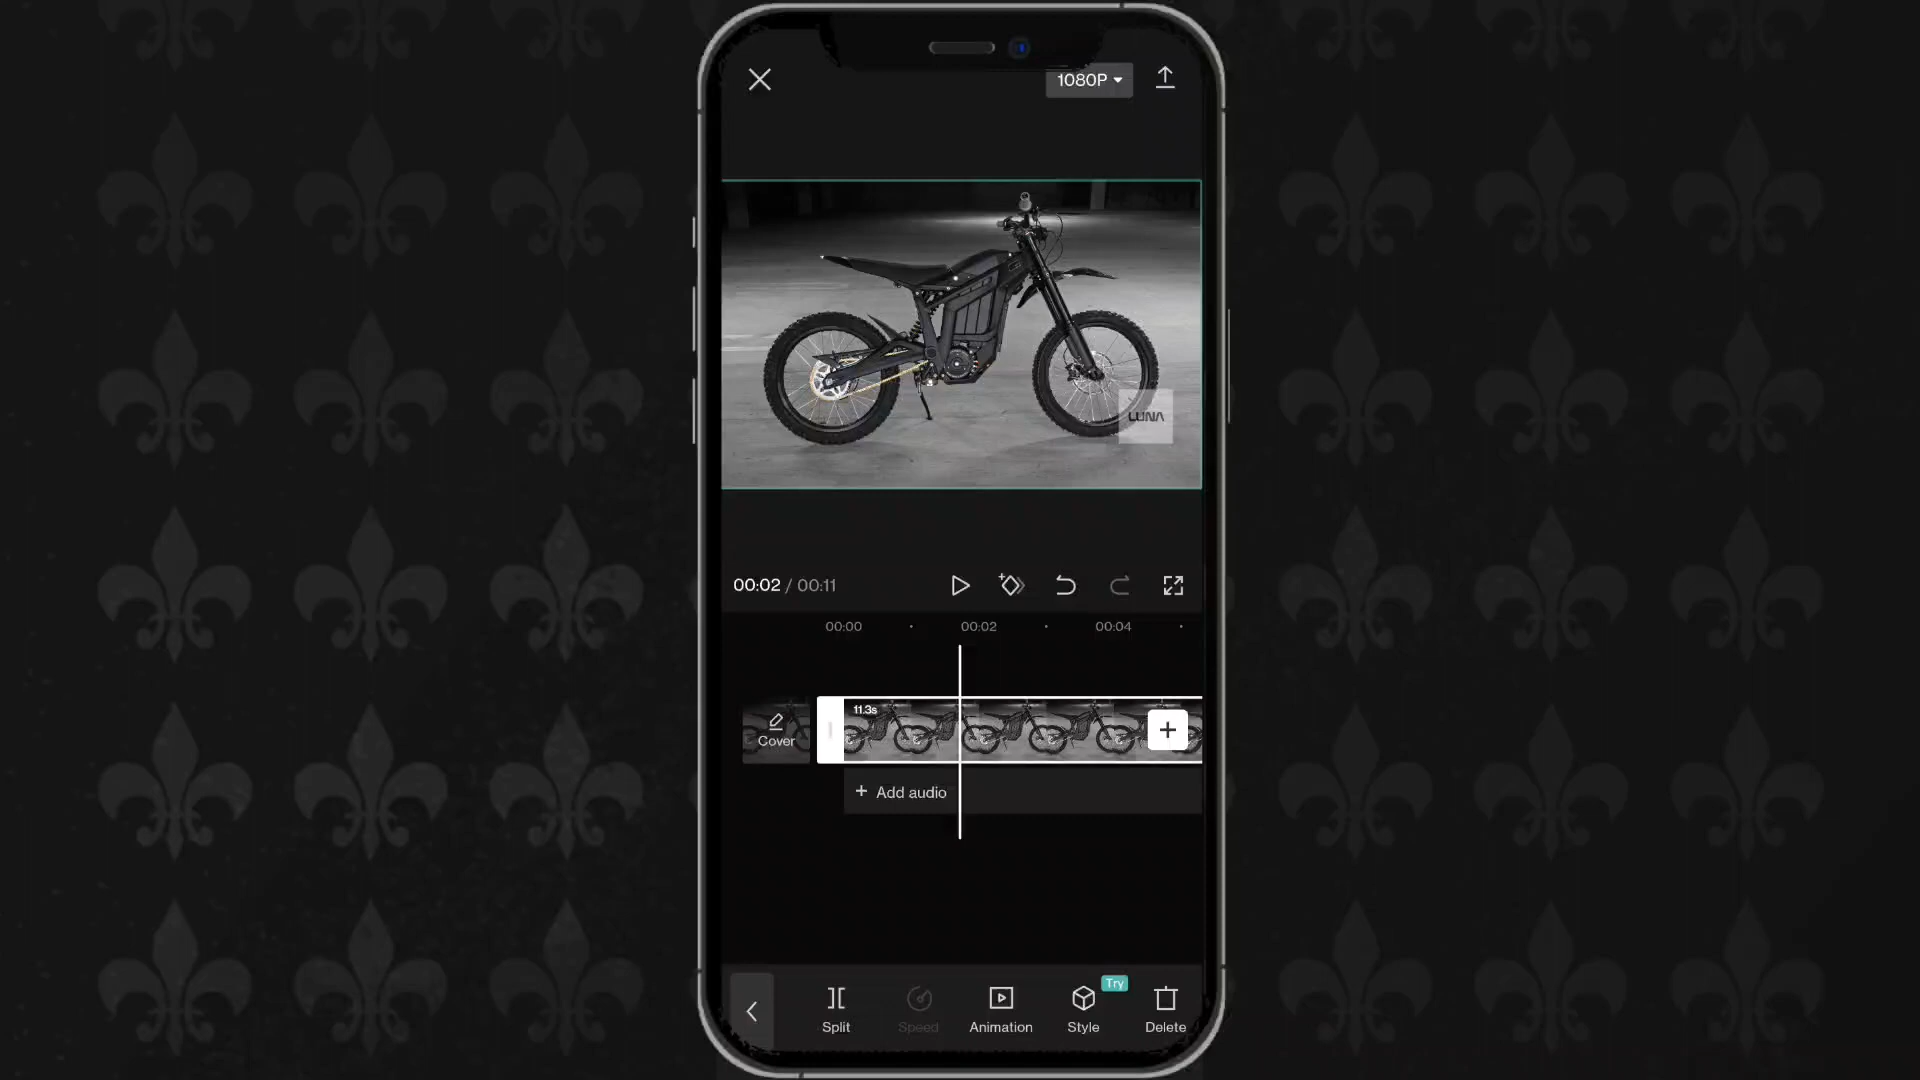 1080P
LUNA
00:02 / 00:11
00:00 00:02 00:04
11.3s
Cover
+ Add audio
Try
Split Speed Animation Style Delete